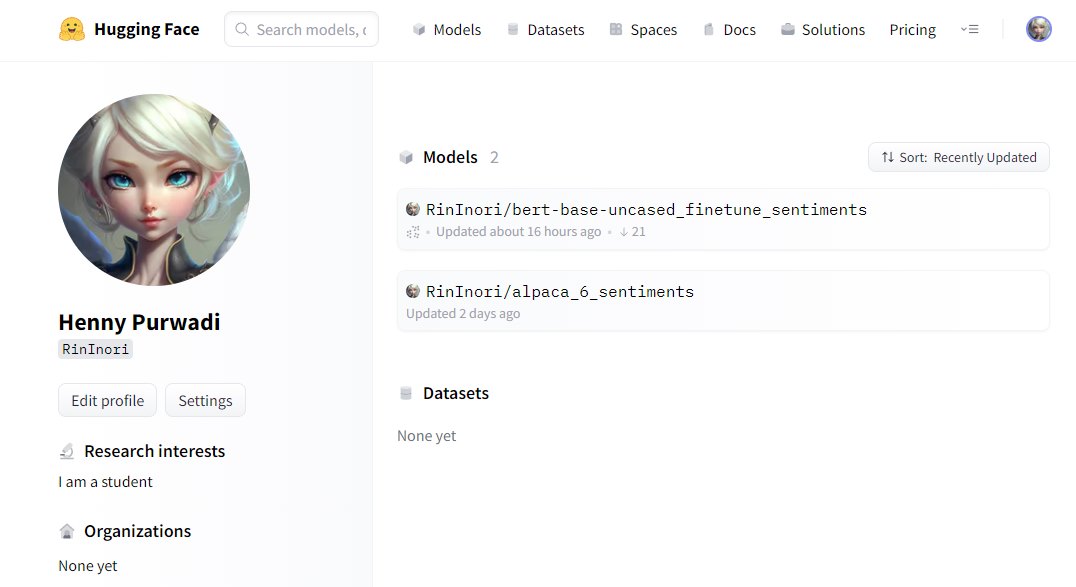 Hugging Face
Search models, d
Models
Datasets
Spaces
Docs
Solutions
Pricing
Henny Purwadi
RinInori
Edit profile
Settings
Research interests
I am a student
Organizations
None yet
Models 2
Sort: Recently Updated
RinInori/bert-base-uncased_finetune_sentiments
• Updated about 16 hours ago • ↓ 21
RinInori/alpaca_6_sentiments
Updated 2 days ago
Datasets
None yet